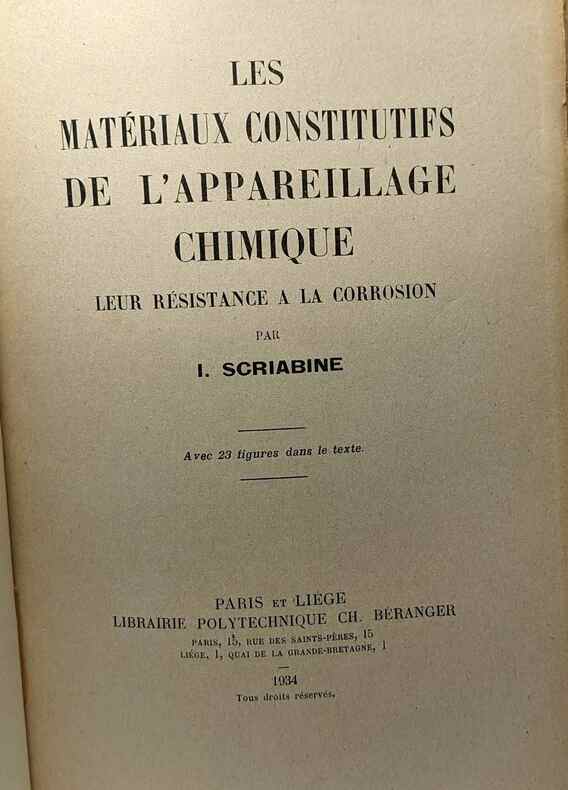 LES
MATÉRIAUX CONSTITUTIFS
DE L'APPAREILLAGE
CHIMIQUE
LEUR RÉSISTANCE A LA CORROSION
PAR
I. SCRIABINE
Avec 23 figures dans le texte.
PARIS ET LIÉGE
LIBRAIRIE POLYTECHNIQUE CH. BÉRANGER
PARIS, 15, RUE DES SAINTS-PÈRES, 15
LIÉGE, 1, QUAI DE LA GRANDE-BRETAGNE, 1
1934
Tous droits réservés.